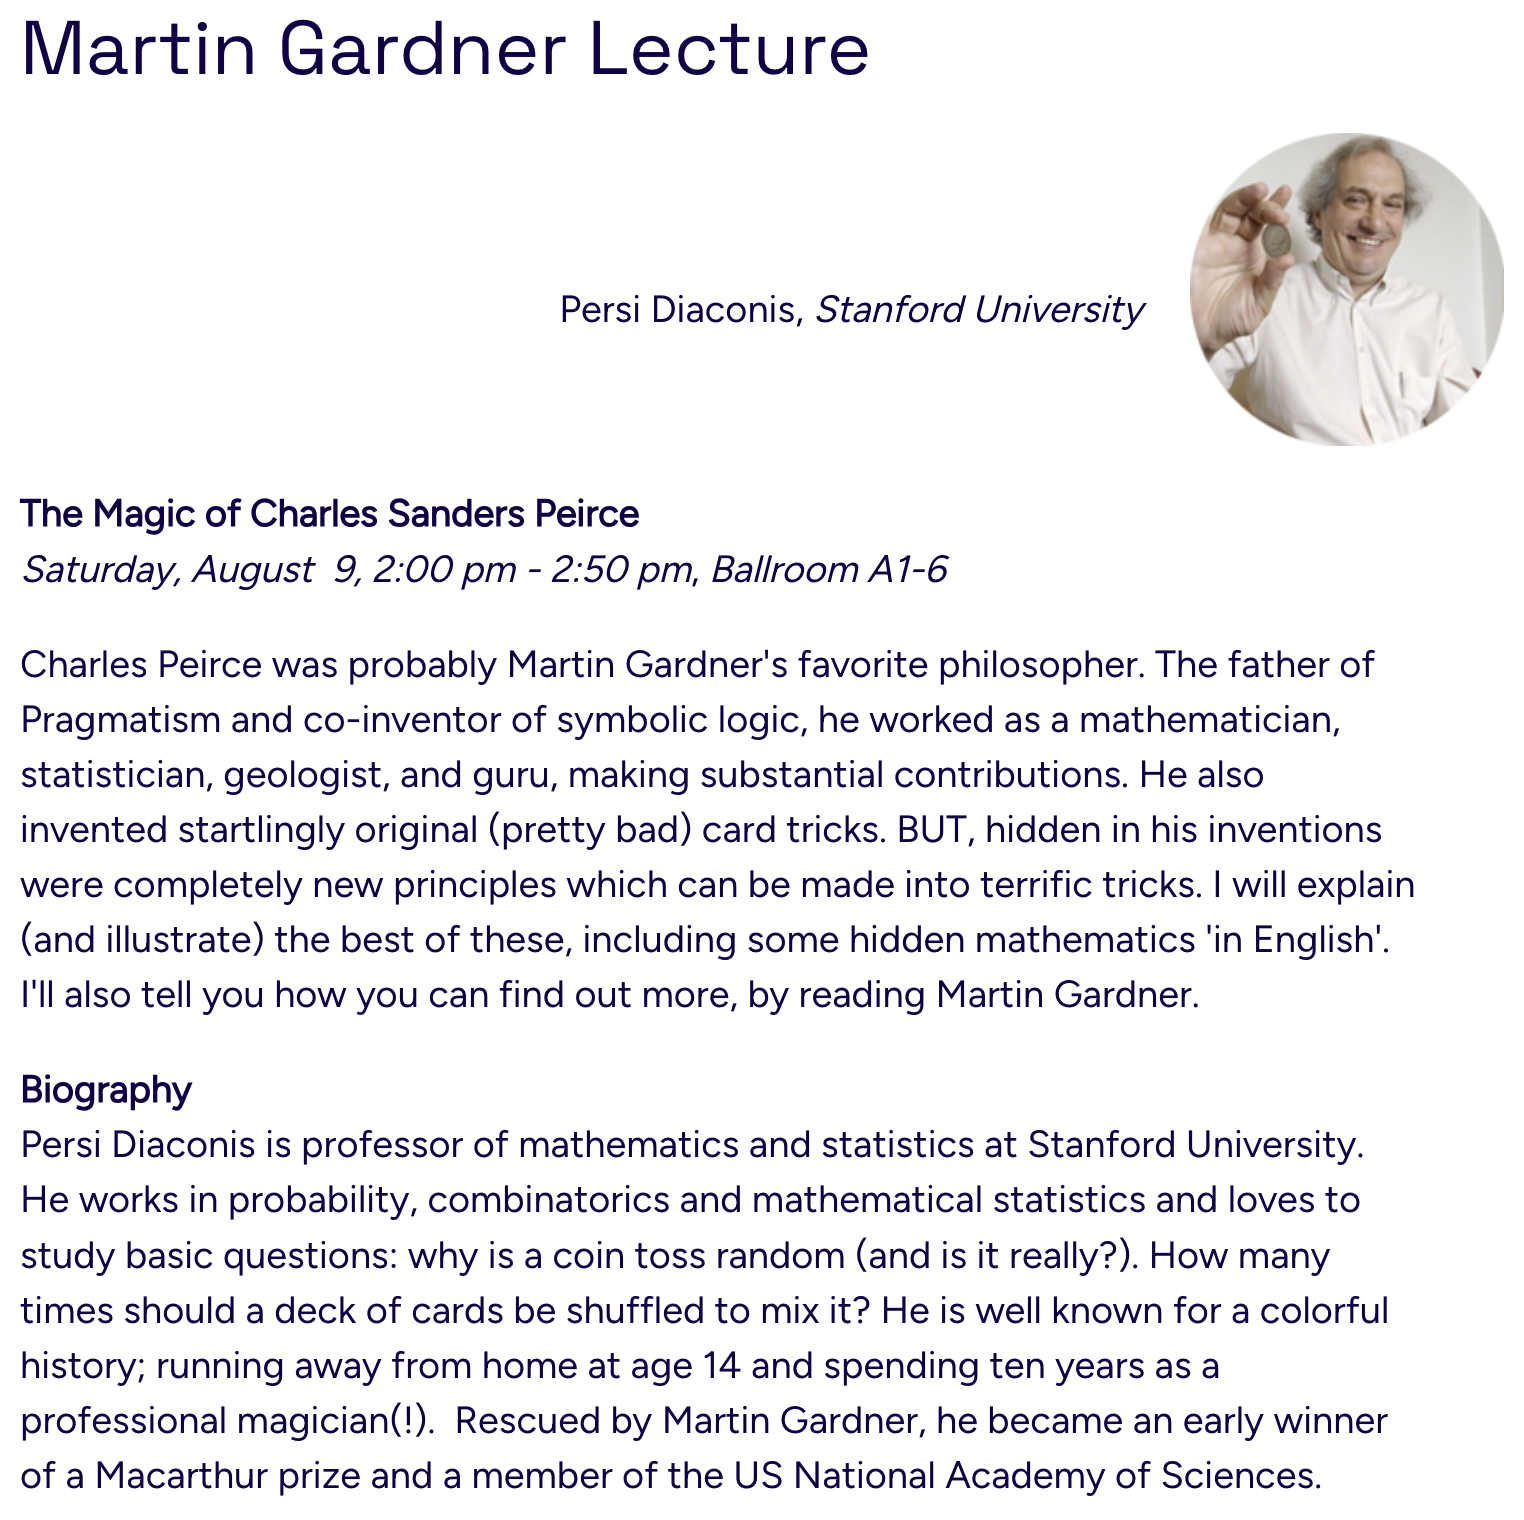 Martin Gardner Lecture
Persi Diaconis, Stanford University
The Magic of Charles Sanders Peirce
Saturday, August  9, 2:00 pm - 2:50 pm, Ballroom A1-6
Charles Peirce was probably Martin Gardner's favorite philosopher. The father of
Pragmatism and co-inventor of symbolic logic, he worked as a mathematician,
statistician, geologist, and guru, making substantial contributions. He also
invented startlingly original (pretty bad) card tricks. BUT, hidden in his inventions
were completely new principles which can be made into terrific tricks. I will explain
(and illustrate) the best of these, including some hidden mathematics 'in English'.
I'll also tell you how you can find out more, by reading Martin Gardner.
Biography
Persi Diaconis is professor of mathematics and statistics at Stanford University.
He works in probability, combinatorics and mathematical statistics and loves to
study basic questions: why is a coin toss random (and is it really?). How many
times should a deck of cards be shuffled to mix it? He is well known for a colorful
history; running away from home at age 14 and spending ten years as a
professional magician(!).  Rescued by Martin Gardner, he became an early winner
of a Macarthur prize and a member of the US National Academy of Sciences.